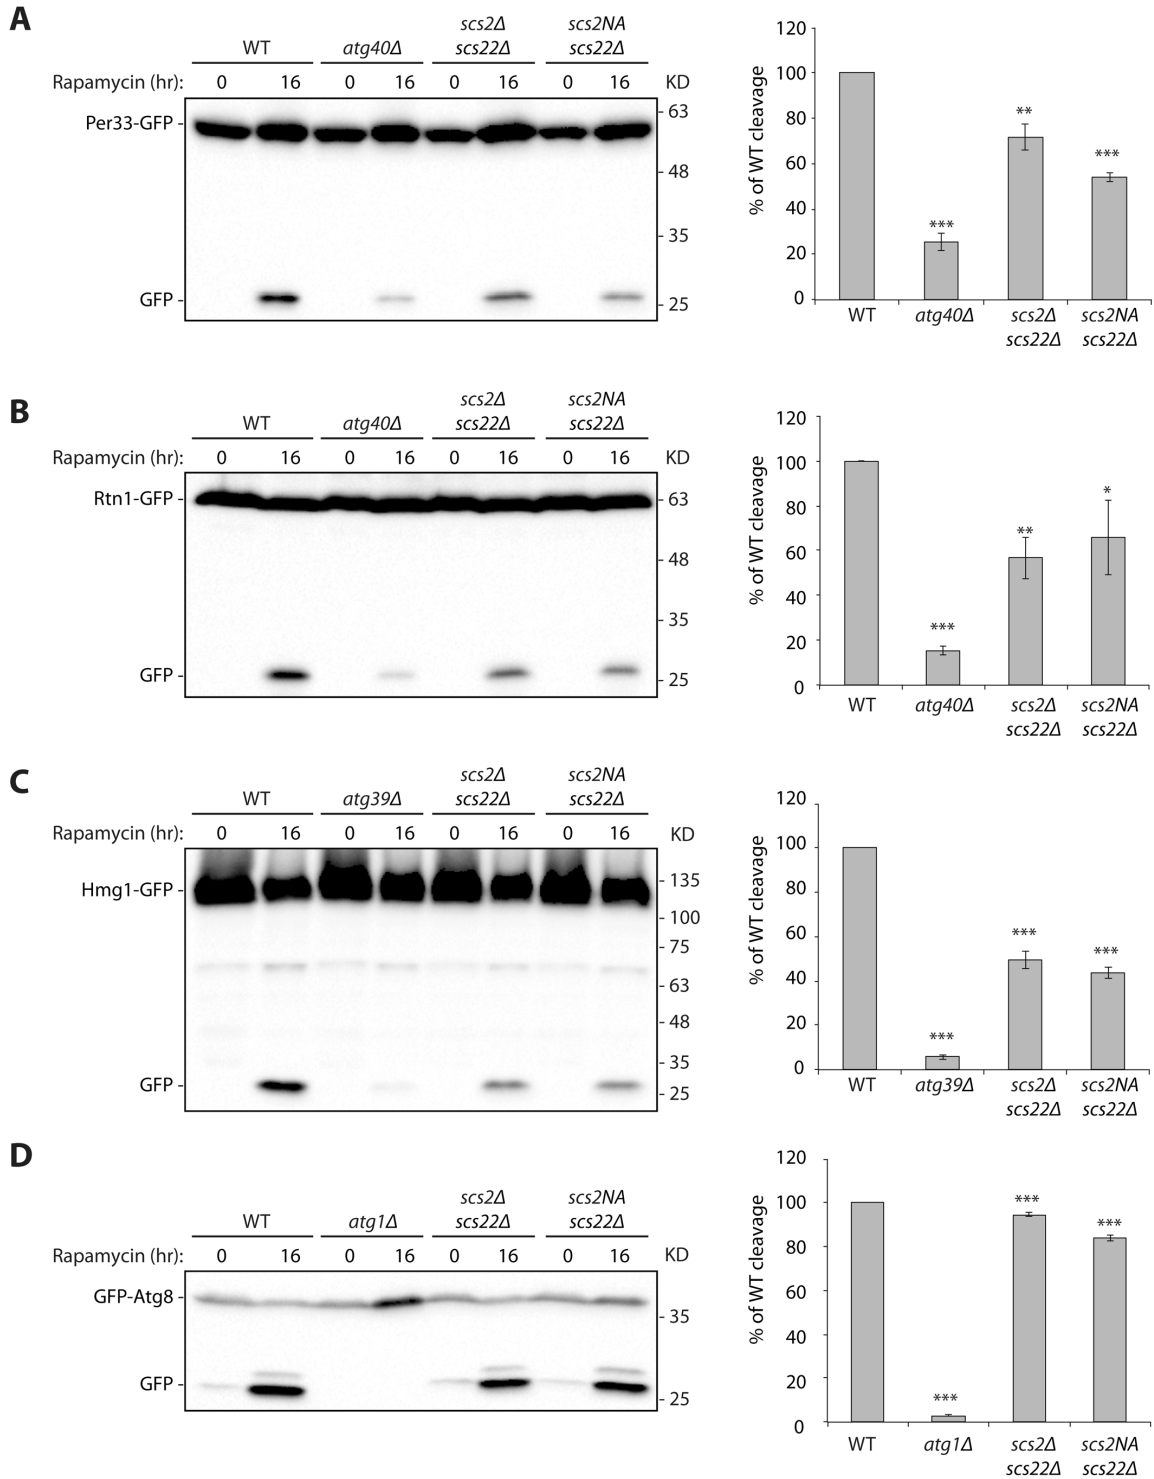 A
WT atg40Δ scs2Δ scs22Δ scs2NA scs22Δ
Rapamycin (hr): 0 16 0 16 0 16 0 16 KD
Per33-GFP -
GFP -
- 63
- 48
- 35
- 25
% of WT cleavage
120
100
80
60
40
20
0
*** ** ***
WT atg40Δ scs2Δ scs2NA
scs22Δ scs22Δ
B
WT atg40Δ scs2Δ scs22Δ scs2NA scs22Δ
Rapamycin (hr): 0 16 0 16 0 16 0 16 KD
Rtn1-GFP -
GFP -
- 63
- 48
- 35
- 25
% of WT cleavage
120
100
80
60
40
20
0
*** ** *
WT atg40Δ scs2Δ scs2NA
scs22Δ scs22Δ
C
WT atg39Δ scs2Δ scs22Δ scs2NA scs22Δ
Rapamycin (hr): 0 16 0 16 0 16 0 16 KD
Hmg1-GFP -
GFP -
- 135
- 100
- 75
- 63
- 48
- 35
- 25
% of WT cleavage
120
100
80
60
40
20
0
*** *** ***
WT atg39Δ scs2Δ scs2NA
scs22Δ scs22Δ
D
WT atg1Δ scs2Δ scs22Δ scs2NA scs22Δ
Rapamycin (hr): 0 16 0 16 0 16 0 16 KD
GFP-Atg8 -
GFP -
- 35
- 25
% of WT cleavage
120
100
80
60
40
20
0
*** *** ***
WT atg1Δ scs2Δ scs2NA
scs22Δ scs22Δ